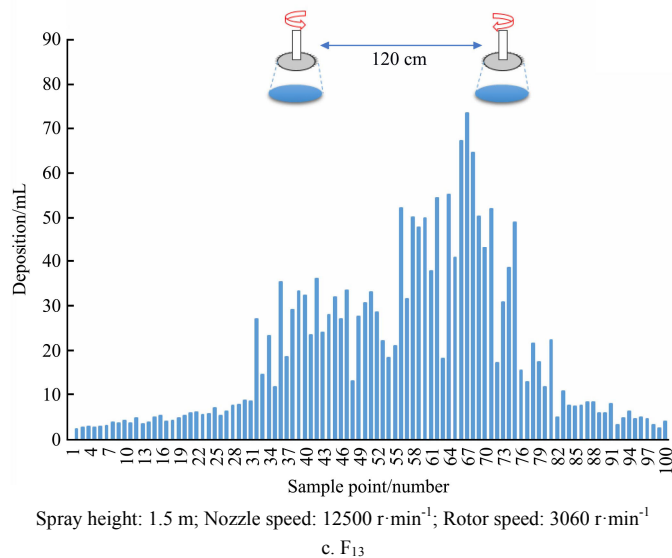 120 cm
90
80
70
60
50
40
30
20
10
0
Deposition/mL
1 4 7 10 13 16 19 22 25 28 31 34 37 40 43 46 49 52 55 58 61 64 67 70 73 76 79 82 85 88 91 94 97 100
Sample point/number
Spray height: 1.5 m; Nozzle speed: 12500 r·min⁻¹; Rotor speed: 3060 r·min⁻¹
c. F₁₃